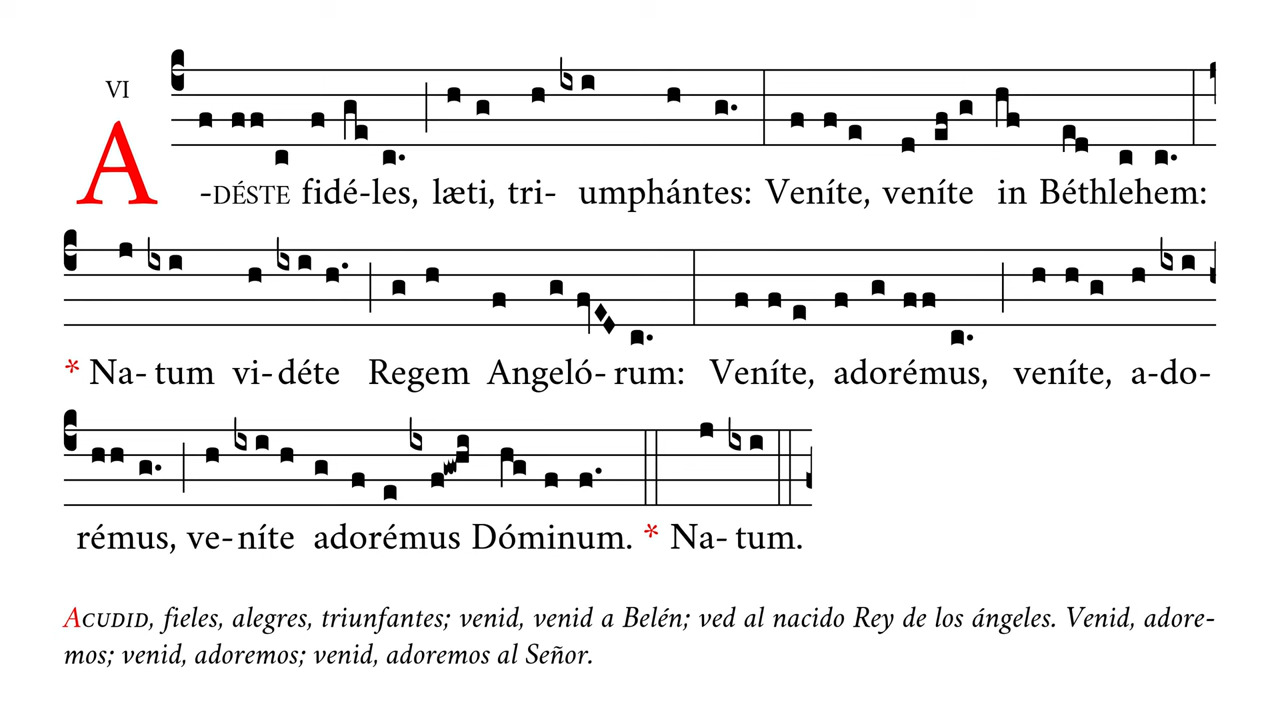 VI
A-DÉSTE fidé-les, læti, tri- umphántes: Veníte, veníte in Béthlehem:
* Na- tum vi-déte Regem Angeló- rum: Veníte, adorémus, veníte, a-do-
rémus, ve-níte adorémus Dóminum. * Na- tum.
ACUDID, fieles, alegres, triunfantes; venid, venid a Belén; ved al nacido Rey de los ángeles. Venid, adore-
mos; venid, adoremos; venid, adoremos al Señor.